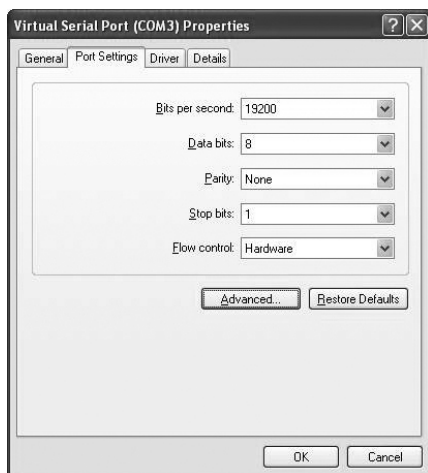 Virtual Serial Port (COM3) Properties
General Port Settings Driver Details
Bits per second: 19200
Data bits: 8
Parity: None
Stop bits: 1
Flow control: Hardware
Advanced... Restore Defaults
OK Cancel